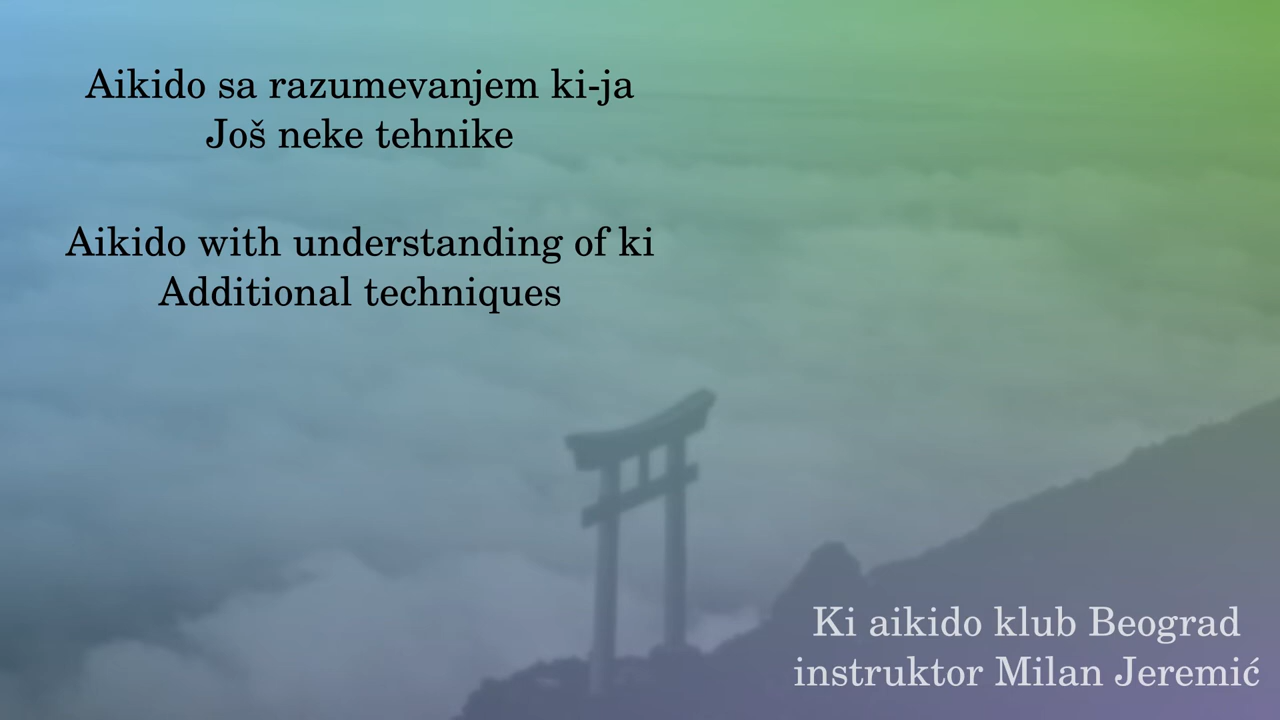 Aikido sa razumevanjem ki-ja
Još neke tehnike
Aikido with understanding of ki
Additional techniques
Ki aikido klub Beograd
instruktor Milan Jeremić